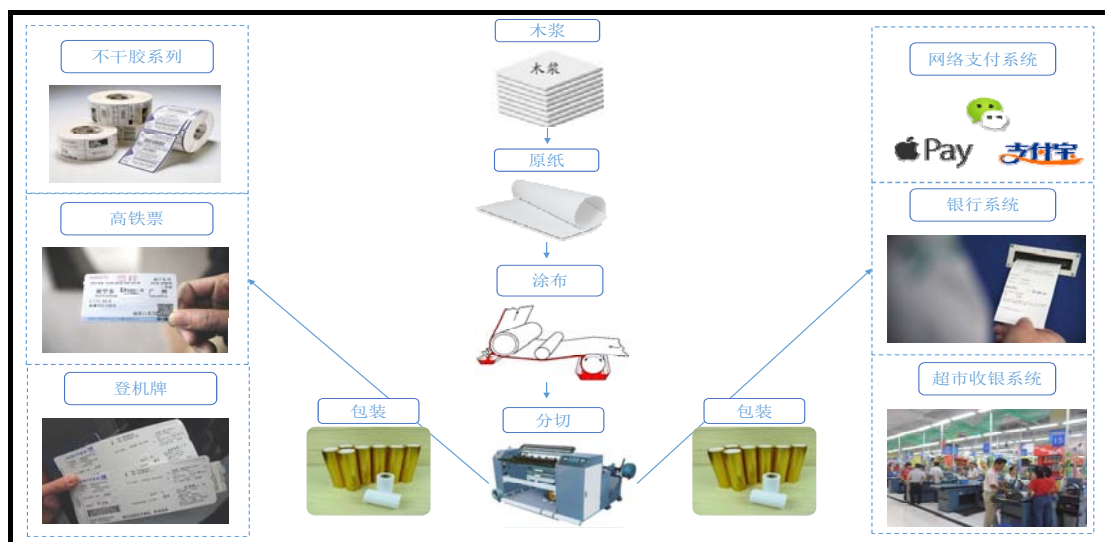 不干胶系列
高铁票
登机牌
木浆
木浆
原纸
涂布
分切
包装
包装
网络支付系统
Pay
支付宝
银行系统
超市收银系统
15